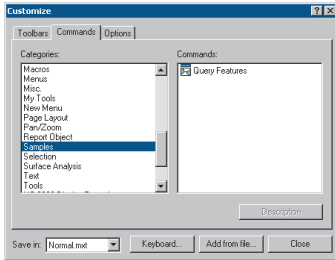 Customize
Toolbars Commands Options
Categories:
Commands:
Macros
Menus
Misc.
My Tools
New Menu
Page Layout
Pan/Zoom
Report Object
Samples
Selection
Surface Analysis
Text
Tools
Query Features
Description
Save in: Normal.mxt Keyboard... Add from file... Close